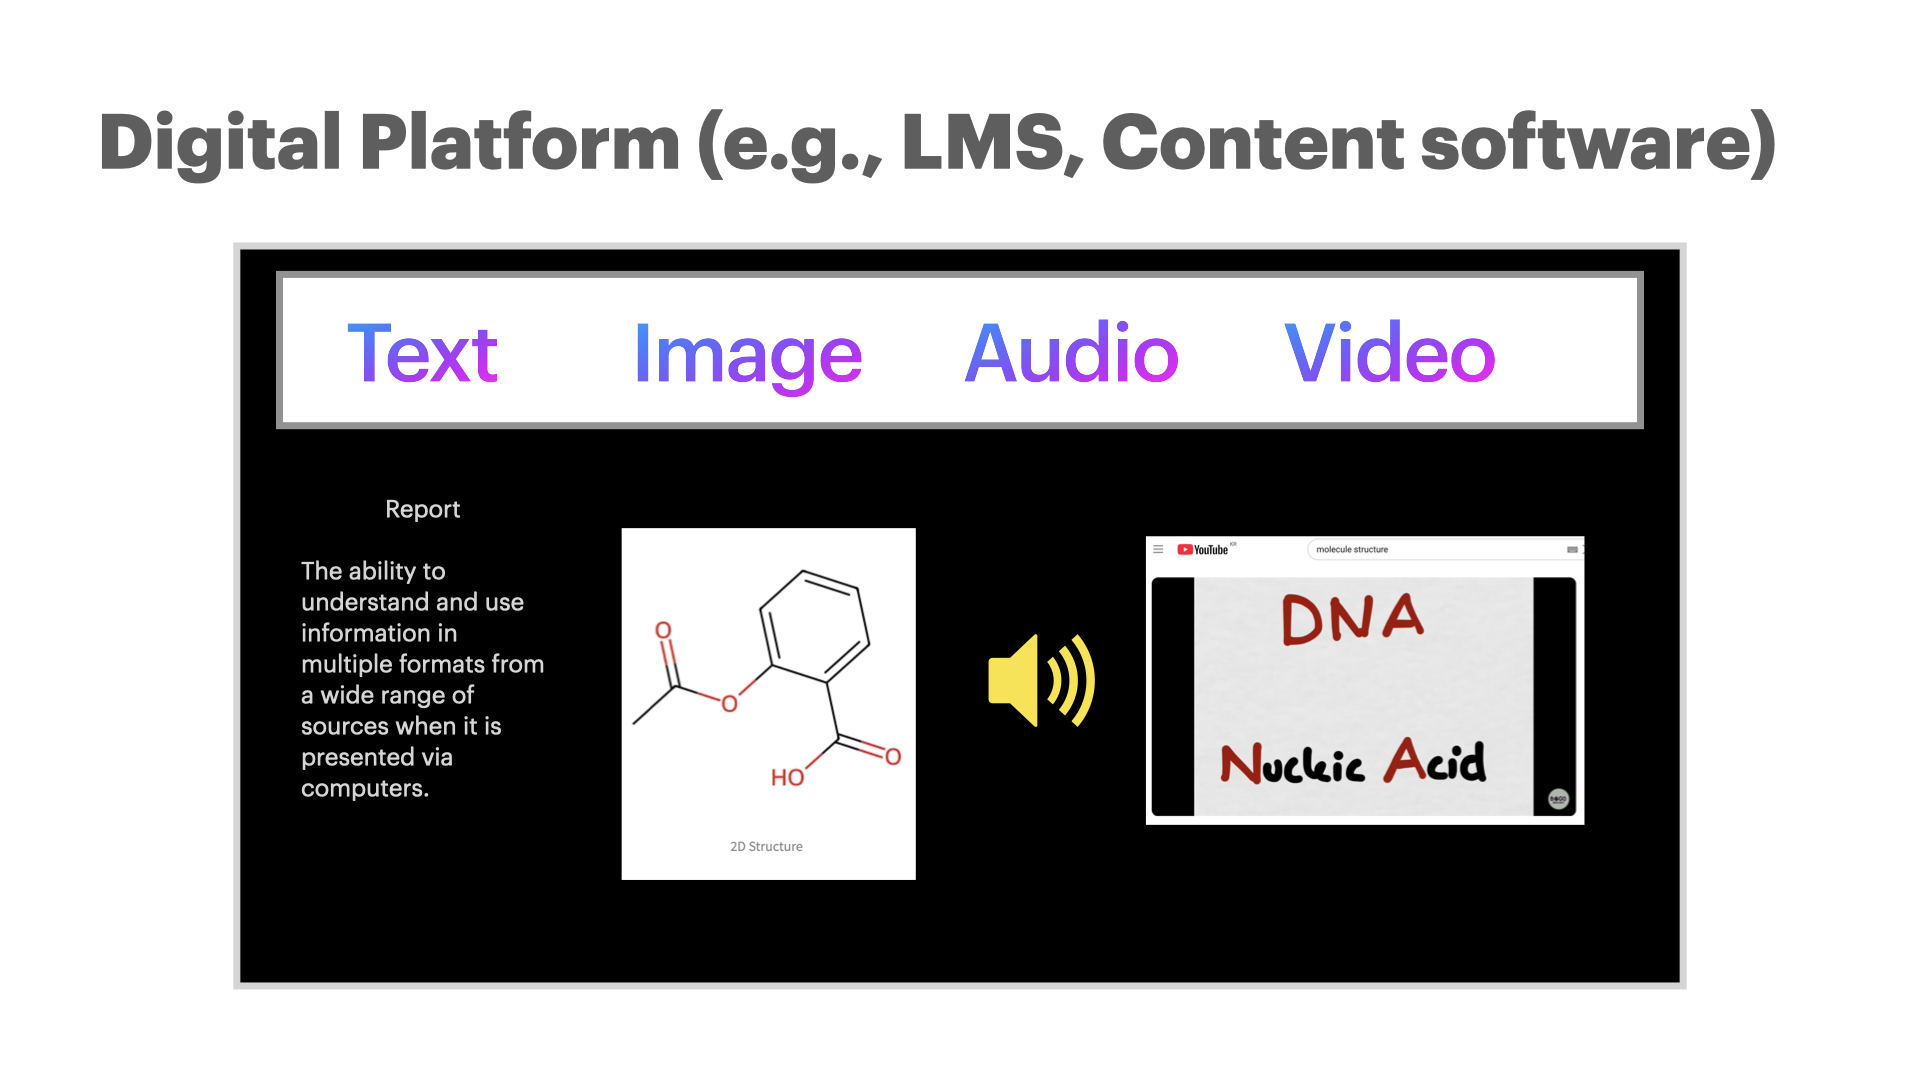 Digital Platform (e.g., LMS, Content software)
Text Image Audio Video
Report
The ability to
understand and use
information in
multiple formats from
a wide range of
sources when it is
presented via
computers.
O
O
O
HO
2D Structure
YouTube KR
molecule structure
DNA
Nucleic Acid